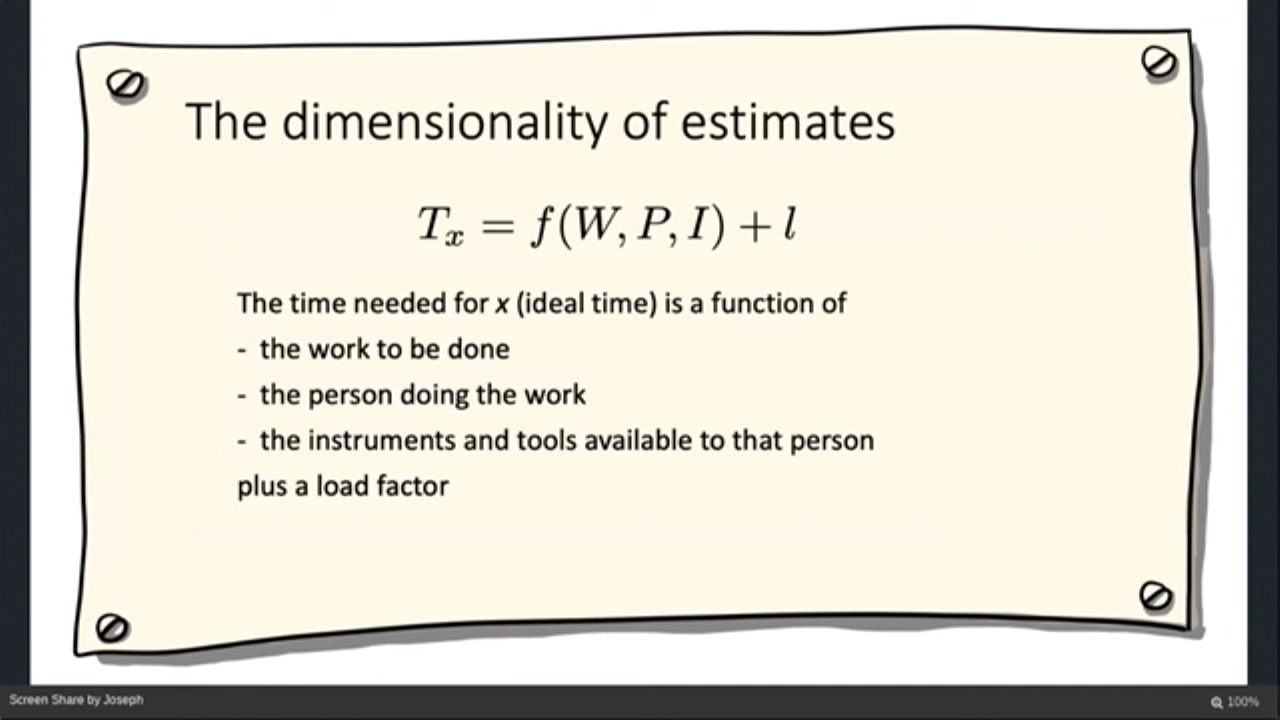 The dimensionality of estimates
Tₓ = f(W, P, I) + l
The time needed for x (ideal time) is a function of
- the work to be done
- the person doing the work
- the instruments and tools available to that person
plus a load factor
Screen Share by Joseph
100%